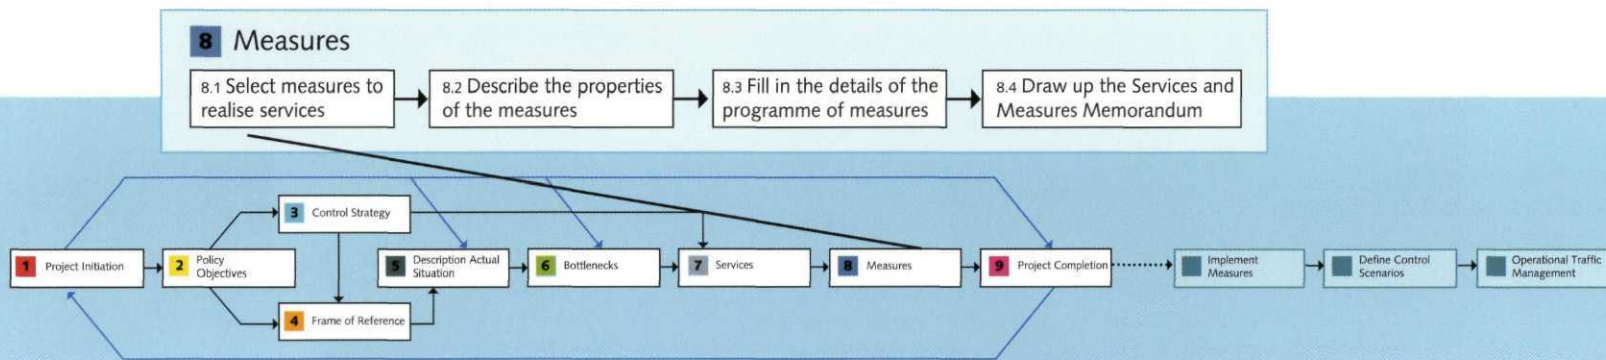 8 Measures
8.1 Select measures to
realise services
8.2 Describe the properties
of the measures
8.3 Fill in the details of the
programme of measures
8.4 Draw up the Services and
Measures Memorandum
3 Control Strategy
1 Project Initiation
2 Policy
Objectives
5 Description Actual
Situation
6 Bottlenecks
7 Services
8 Measures
9 Project Completion
Implement
Measures
Define Control
Scenarios
Operational Traffic
Management
4 Frame of Reference